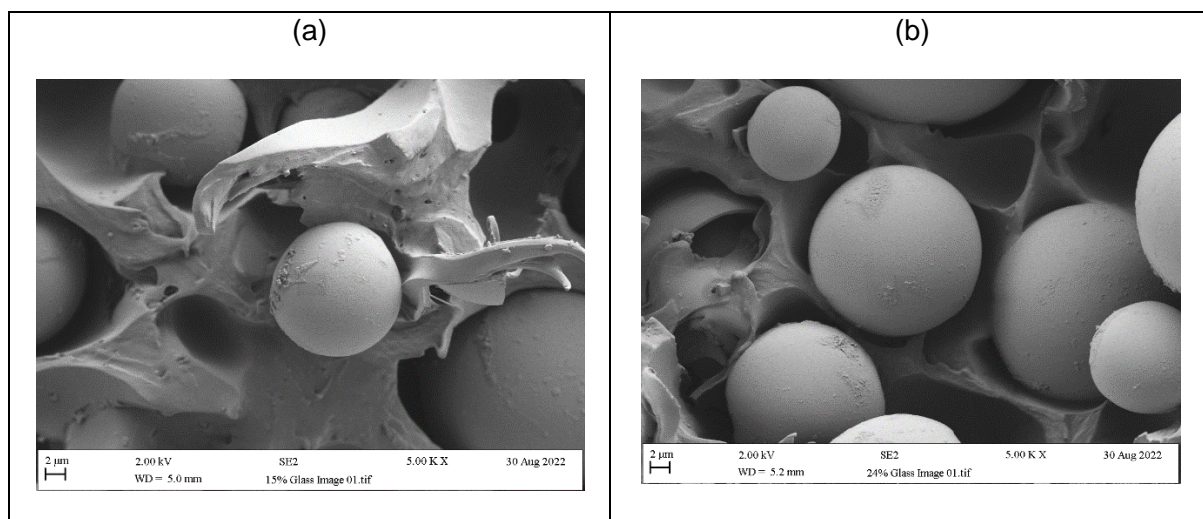 (a)
(b)
2 µm
2.00 kV
SE2
5.00 K X
30 Aug 2022
WD = 5.0 mm
15% Glass Image 01.tif
2 µm
2.00 kV
SE2
5.00 K X
30 Aug 2022
WD = 5.2 mm
24% Glass Image 01.tif